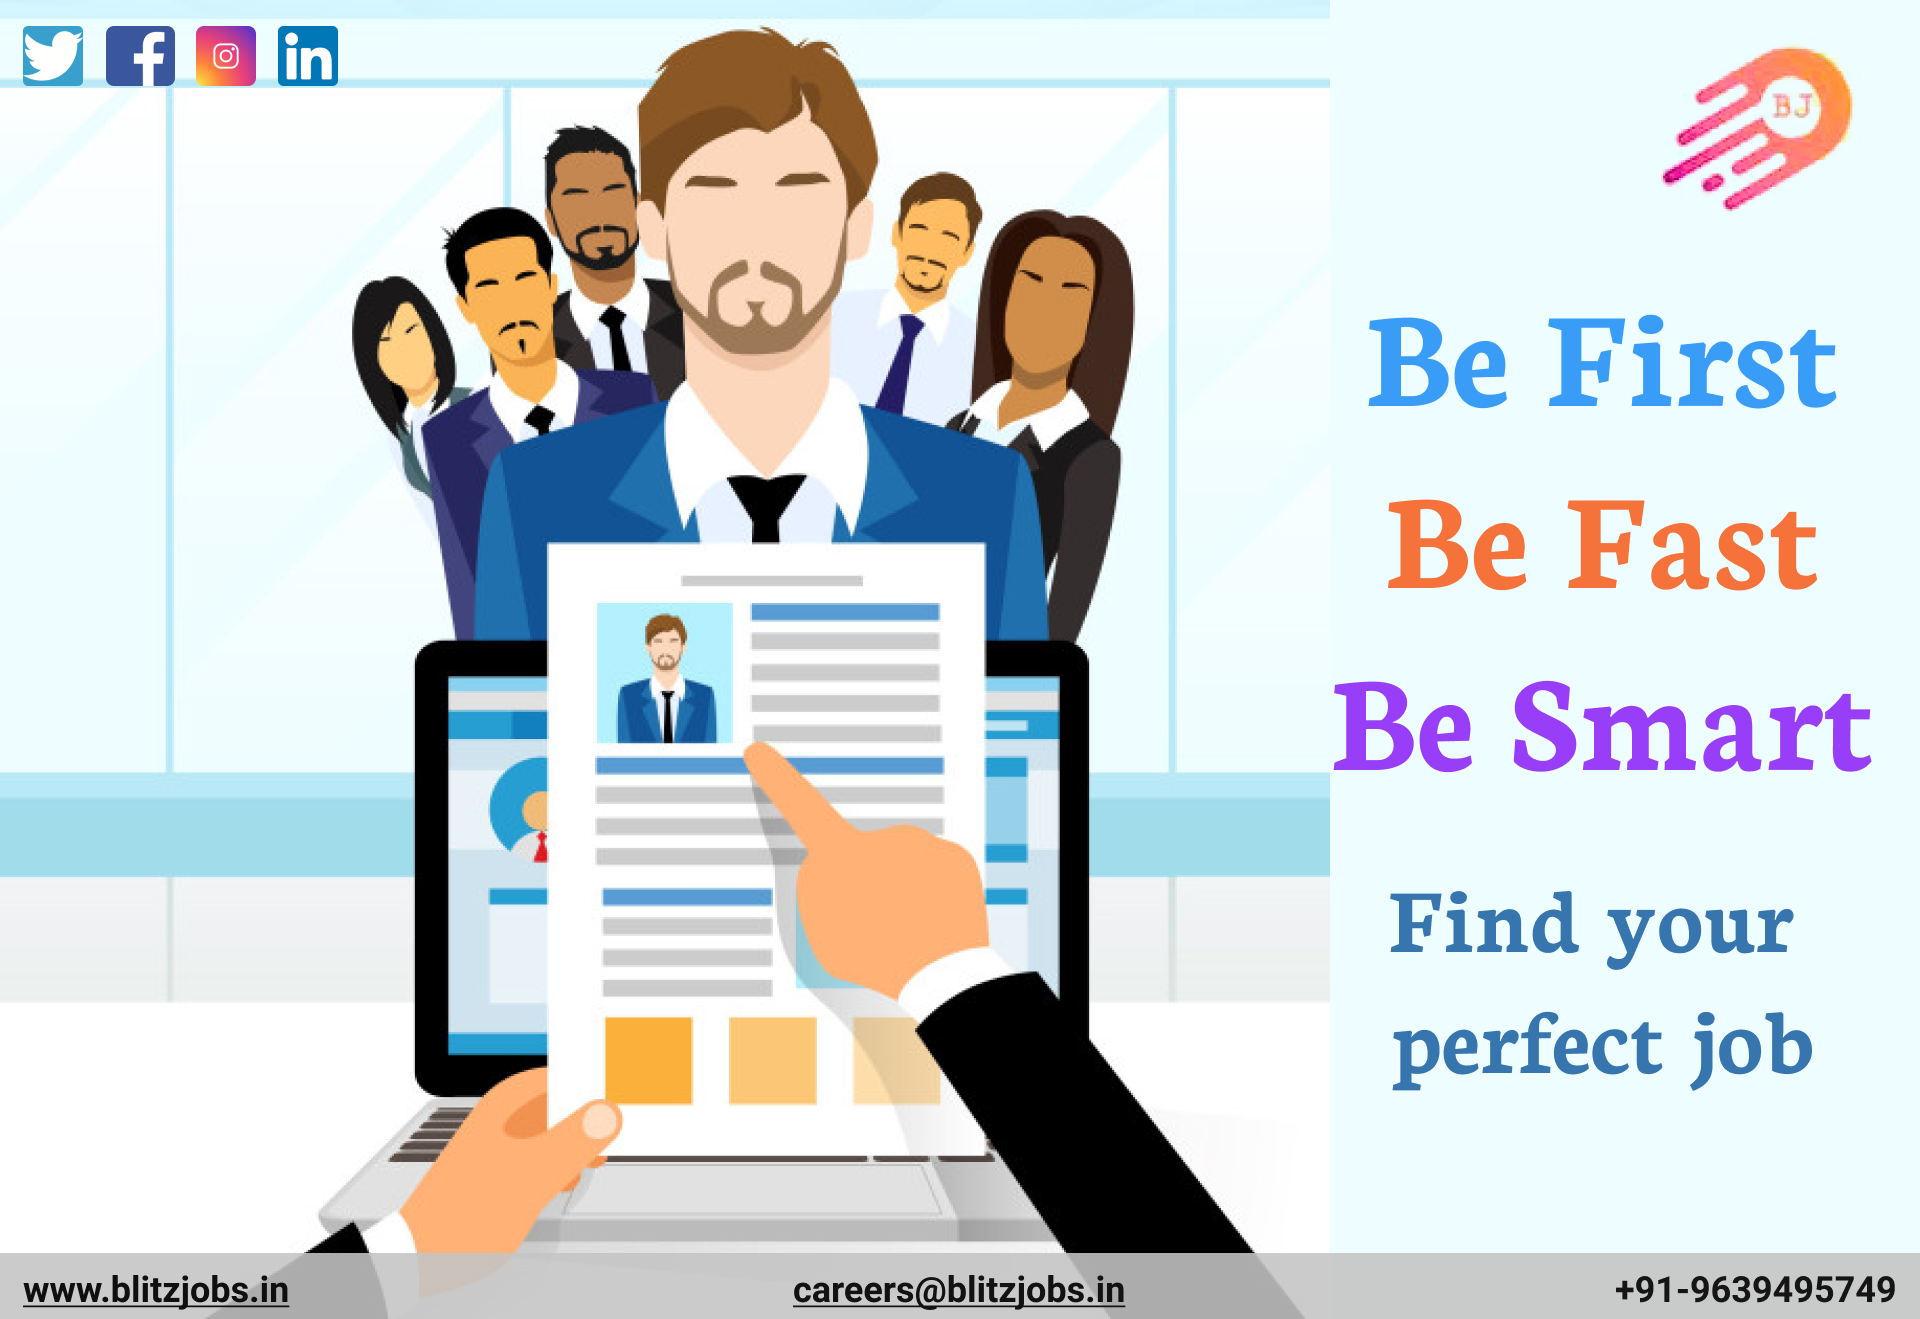 BJ
Be First
Be Fast
Be Smart
Find your
perfect job
www.blitzjobs.in
careers@blitzjobs.in
+91-9639495749